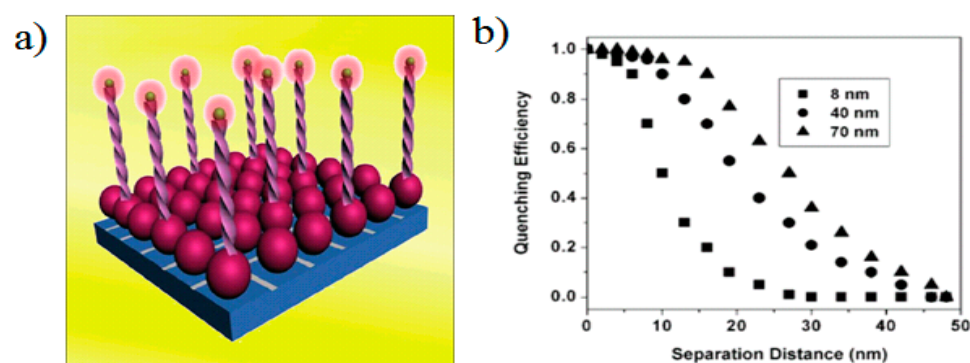 a)
b)
Quenching Efficiency
1.0
0.8
0.6
0.4
0.2
0.0
8 nm
40 nm
70 nm
0 10 20 30 40 50
Separation Distance (nm)